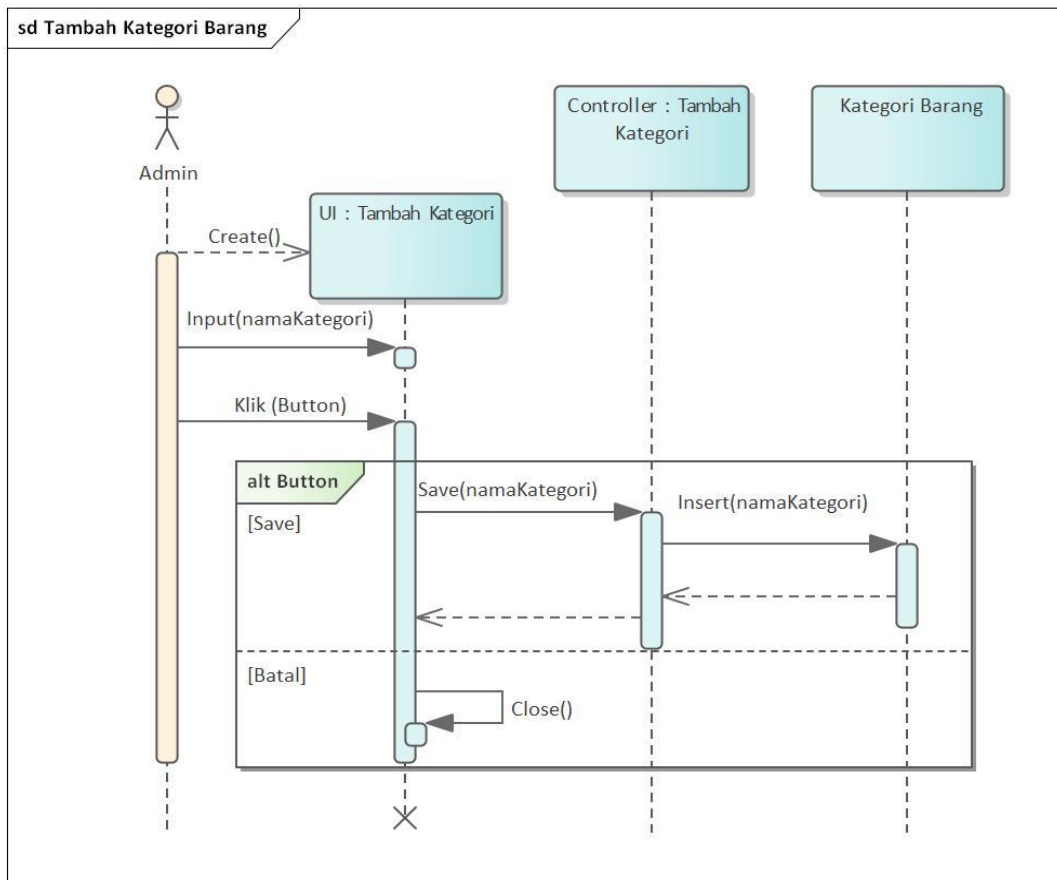 sd Tambah Kategori Barang
Admin
Controller : Tambah
Kategori
Kategori Barang
UI : Tambah Kategori
Create()
Input(namaKategori)
Klik (Button)
alt Button
Save(namaKategori)
Insert(namaKategori)
[Save]
[Batal]
Close()